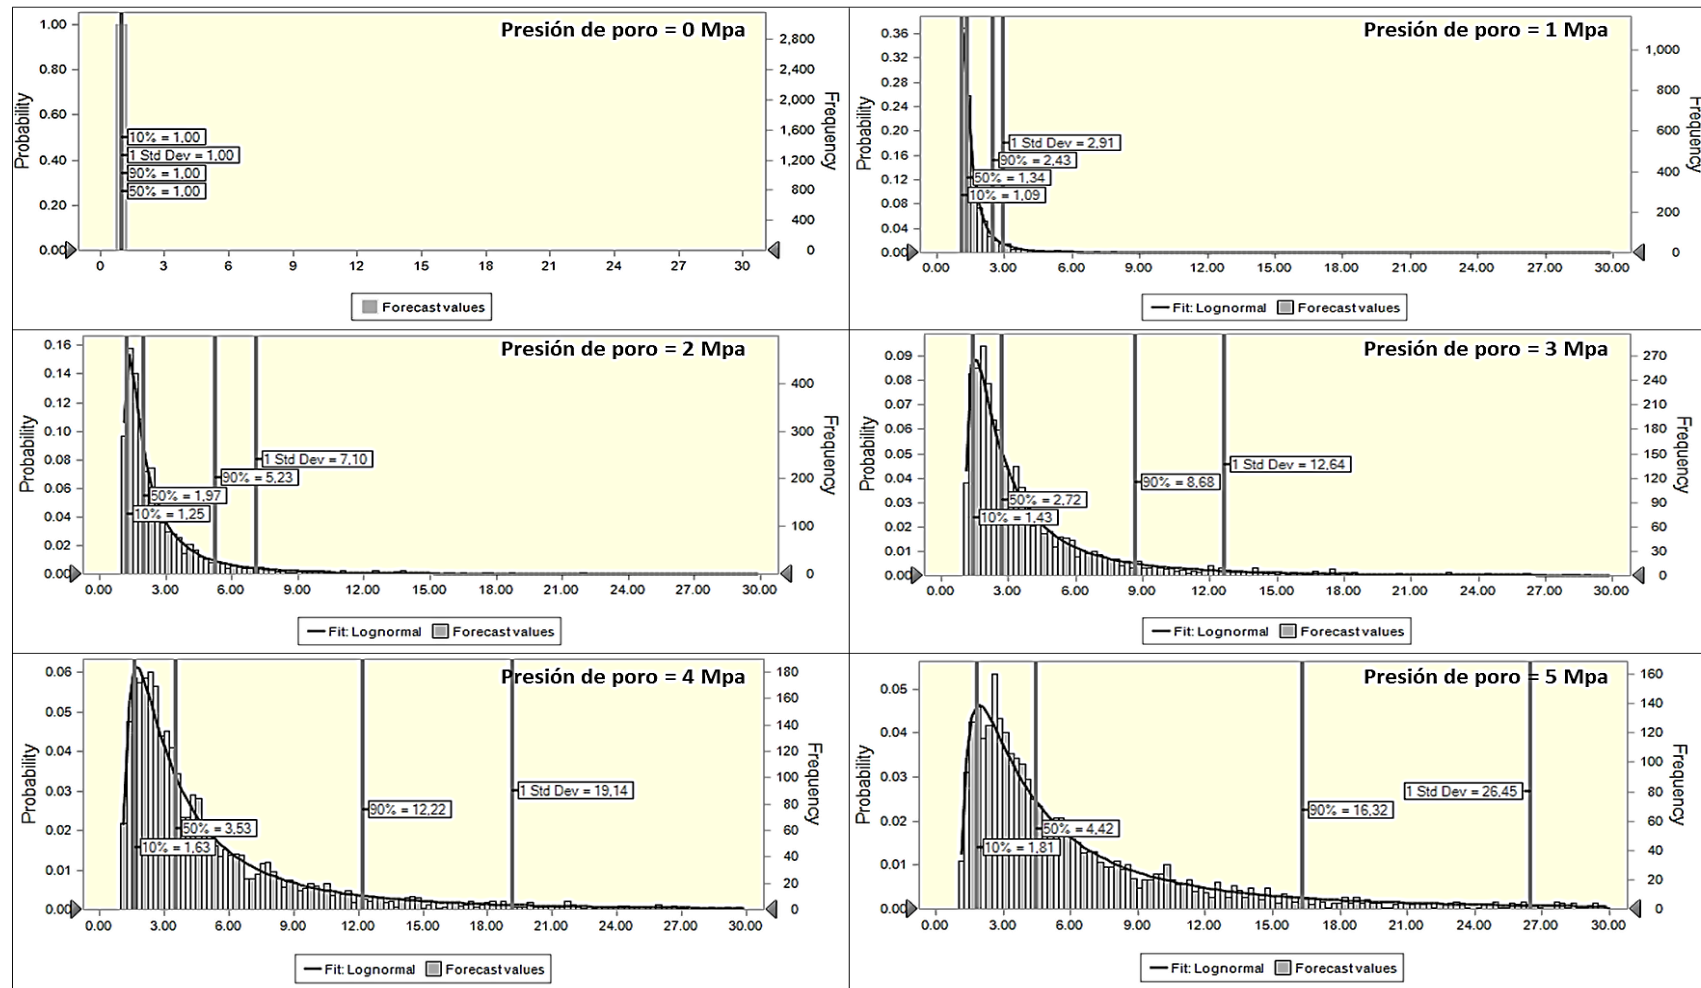 Presión de poro = 0 Mpa
1.00
0.80
0.60
0.40
0.20
0.00
Probability
2,800
2,400
2,000
1,600
1,200
800
400
0
Frequency
10% = 1,00
1 Std Dev = 1,00
90% = 1,00
50% = 1,00
0 3 6 9 12 15 18 21 24 27 30
Forecast values
Presión de poro = 1 Mpa
0.36
0.32
0.28
0.24
0.20
0.16
0.12
0.08
0.04
0.00
Probability
1,000
800
600
400
200
0
Frequency
1 Std Dev = 2,91
90% = 2,43
50% = 1,34
10% = 1,09
0.00 3.00 6.00 9.00 12.00 15.00 18.00 21.00 24.00 27.00 30.00
Fit: Lognormal Forecast values
Presión de poro = 2 Mpa
0.16
0.14
0.12
0.10
0.08
0.06
0.04
0.02
0.00
Probability
400
300
200
100
0
Frequency
1 Std Dev = 7,10
90% = 5,23
50% = 1,97
10% = 1,25
0.00 3.00 6.00 9.00 12.00 15.00 18.00 21.00 24.00 27.00 30.00
Fit: Lognormal Forecast values
Presión de poro = 3 Mpa
0.09
0.08
0.07
0.06
0.05
0.04
0.03
0.02
0.01
0.00
Probability
270
240
210
180
150
120
90
60
30
0
Frequency
1 Std Dev = 12,64
90% = 8,68
50% = 2,72
10% = 1,43
0.00 3.00 6.00 9.00 12.00 15.00 18.00 21.00 24.00 27.00 30.00
Fit: Lognormal Forecast values
Presión de poro = 4 Mpa
0.06
0.05
0.04
0.03
0.02
0.01
0.00
Probability
180
160
140
120
100
80
60
40
20
0
Frequency
1 Std Dev = 19,14
90% = 12,22
50% = 3,53
10% = 1,63
0.00 3.00 6.00 9.00 12.00 15.00 18.00 21.00 24.00 27.00 30.00
Fit: Lognormal Forecast values
Presión de poro = 5 Mpa
0.05
0.04
0.03
0.02
0.01
0.00
Probability
160
140
120
100
80
60
40
20
0
Frequency
1 Std Dev = 26,45
90% = 16,32
50% = 4,42
10% = 1,81
0.00 3.00 6.00 9.00 12.00 15.00 18.00 21.00 24.00 27.00 30.00
Fit: Lognormal Forecast values